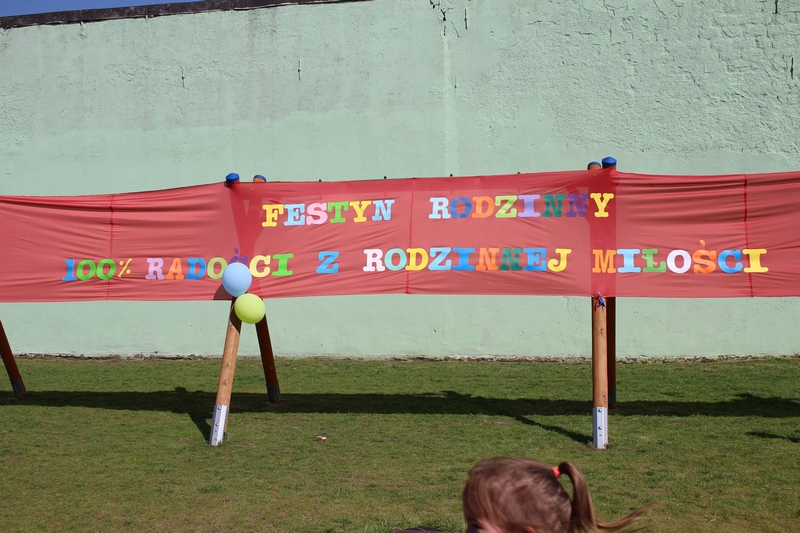 FESTYN RODZINNY
100% RADOŚCI Z RODZINNEJ MIŁOŚCI